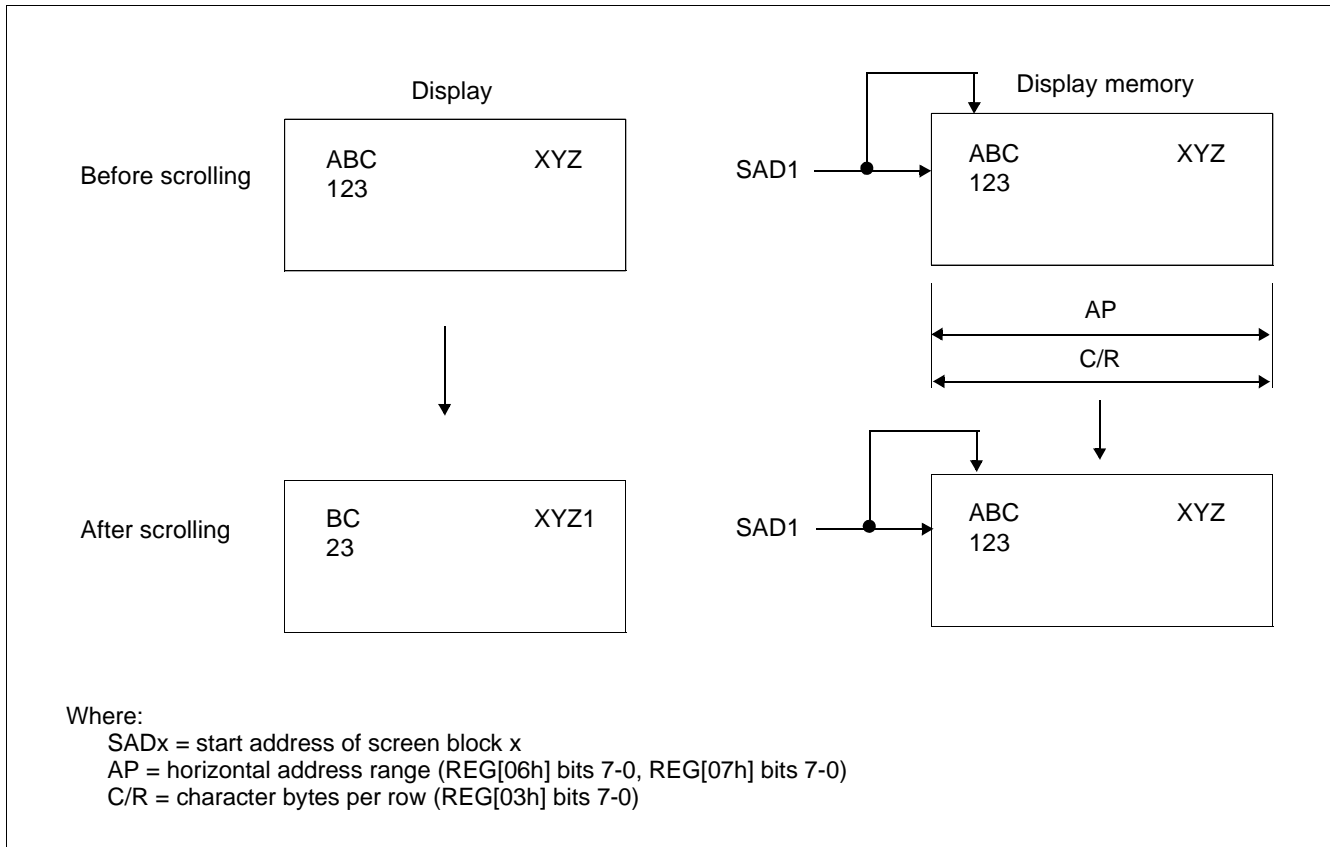 Display
Display memory
Before scrolling
ABC XYZ
123
SAD1
ABC XYZ
123
AP
C/R
After scrolling
BC XYZ1
23
SAD1
ABC XYZ
123
Where:
SADx = start address of screen block x
AP = horizontal address range (REG[06h] bits 7-0, REG[07h] bits 7-0)
C/R = character bytes per row (REG[03h] bits 7-0)